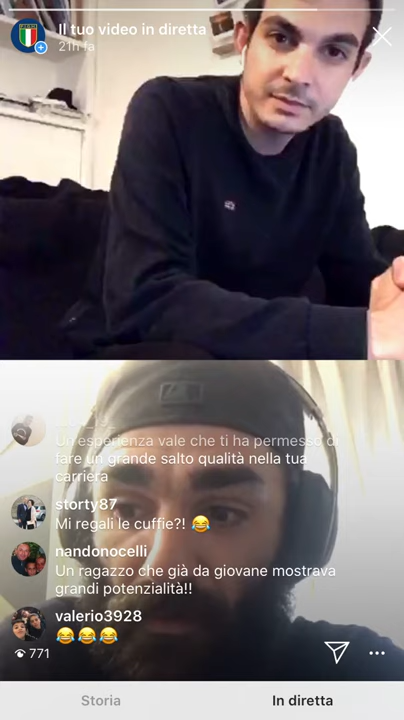 Il tuo video in diretta
21h fa
Un'esperienza vale che ti ha permesso di
fare un grande salto qualità nella tua
carriera
storty87
Mi regali le cuffie?! 😂
nandonocelli
Un ragazzo che già da giovane mostrava
grandi potenzialità!!
valerio3928
😂😂😂
771
Storia
In diretta